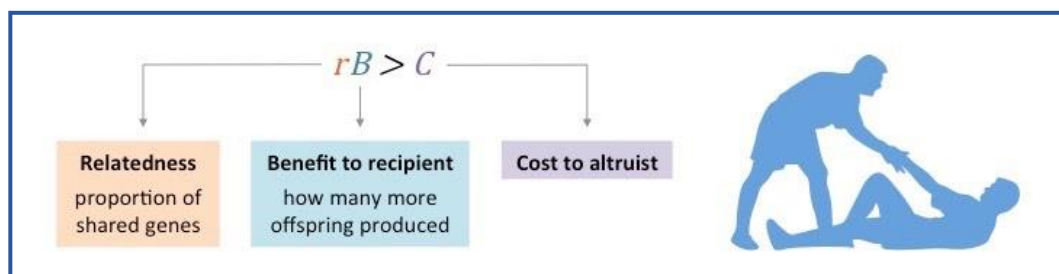 rB > C
Relatedness
proportion of
shared genes
Benefit to recipient
how many more
offspring produced
Cost to altruist